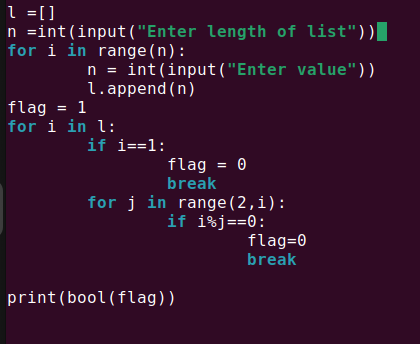 l =[]
n =int(input("Enter length of list"))
for i in range(n):
        n = int(input("Enter value"))
        l.append(n)
flag = 1
for i in l:
        if i==1:
                flag = 0
                break
        for j in range(2,i):
                if i%j==0:
                        flag=0
                        break

print(bool(flag))